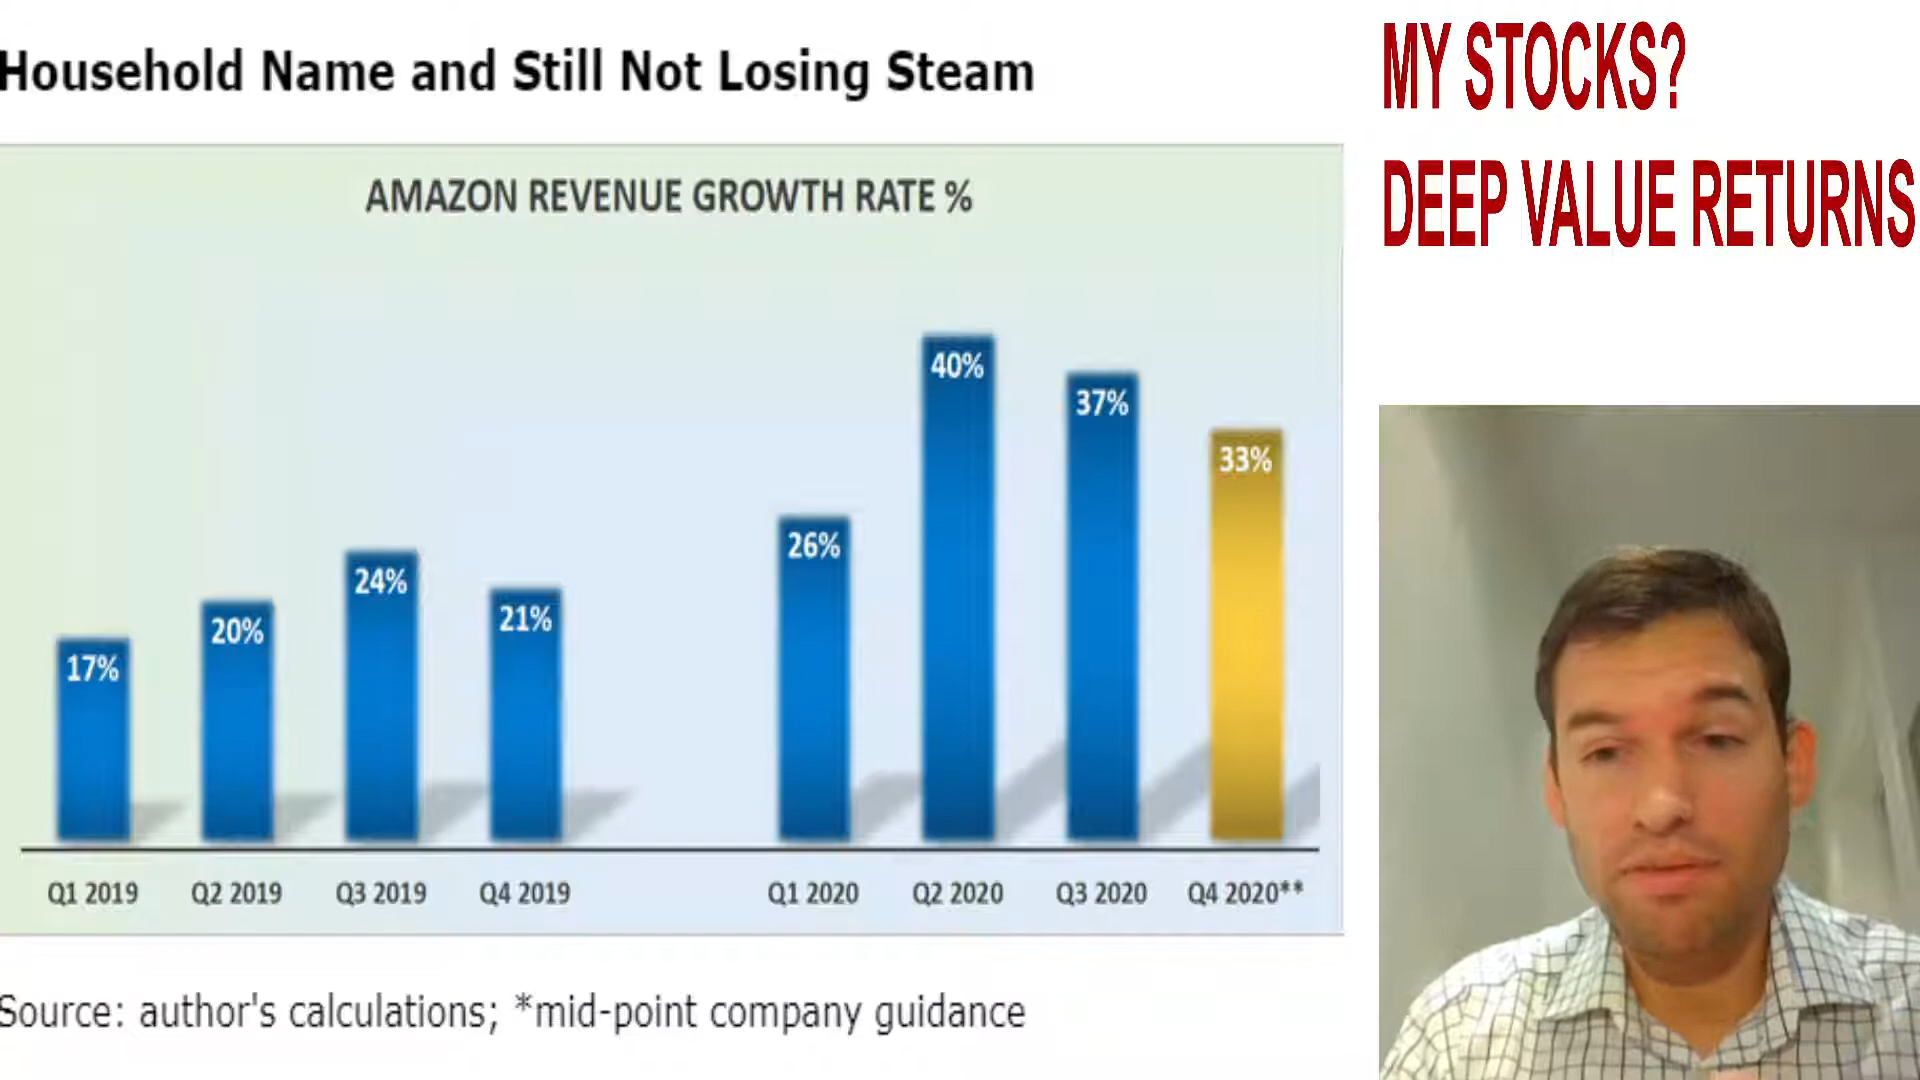 Household Name and Still Not Losing Steam
AMAZON REVENUE GROWTH RATE %
17%
20%
24%
21%
26%
40%
37%
33%
Q1 2019
Q2 2019
Q3 2019
Q4 2019
Q1 2020
Q2 2020
Q3 2020
Q4 2020**
Source: author's calculations; *mid-point company guidance
MY STOCKS?
DEEP VALUE RETURNS